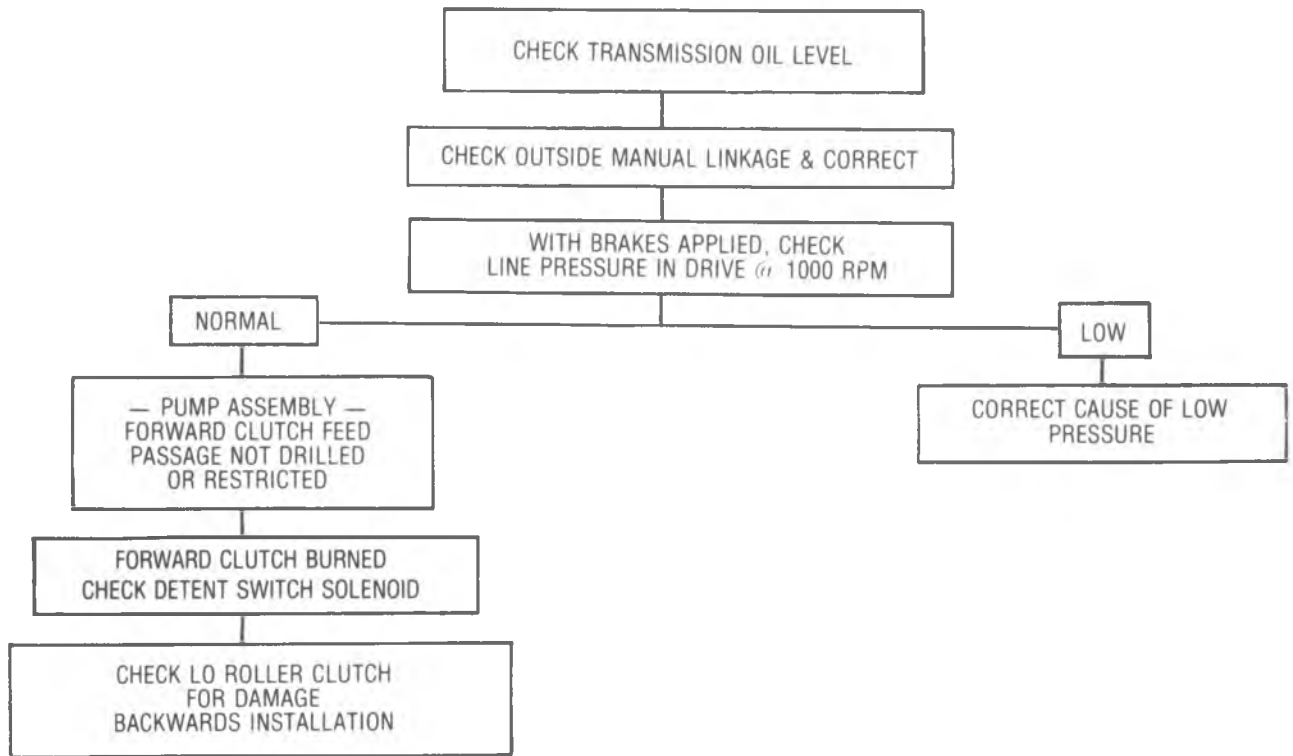 CHECK TRANSMISSION OIL LEVEL
CHECK OUTSIDE MANUAL LINKAGE & CORRECT
WITH BRAKES APPLIED, CHECK
LINE PRESSURE IN DRIVE @ 1000 RPM
NORMAL
LOW
— PUMP ASSEMBLY —
FORWARD CLUTCH FEED
PASSAGE NOT DRILLED
OR RESTRICTED
CORRECT CAUSE OF LOW
PRESSURE
FORWARD CLUTCH BURNED
CHECK DETENT SWITCH SOLENOID
CHECK LO ROLLER CLUTCH
FOR DAMAGE
BACKWARDS INSTALLATION